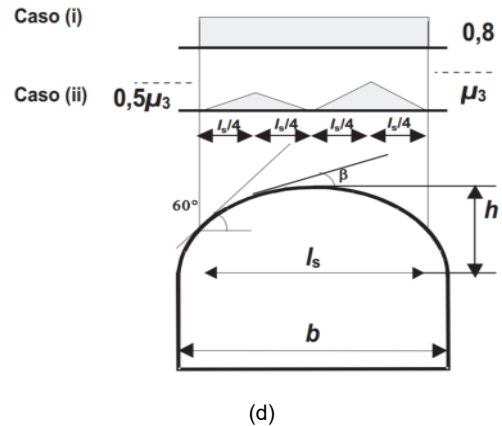 Caso (i)
0,8
Caso (ii)
0,5μ₃
μ₃
lₛ/4 lₛ/4 lₛ/4 lₛ/4
β
60°
h
lₛ
b
(d)